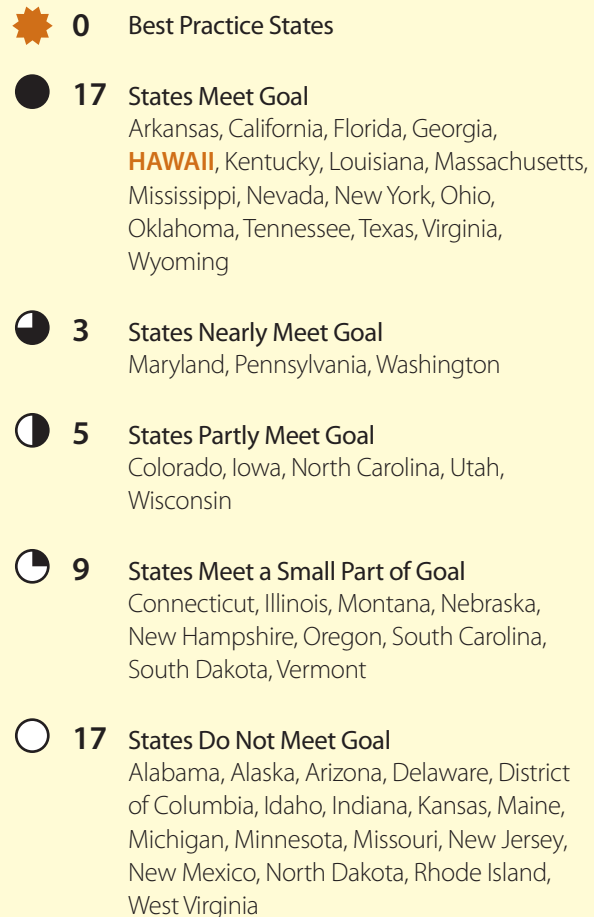 0 Best Practice States
17 States Meet Goal
Arkansas, California, Florida, Georgia,
HAWAII, Kentucky, Louisiana, Massachusetts,
Mississippi, Nevada, New York, Ohio,
Oklahoma, Tennessee, Texas, Virginia,
Wyoming
3 States Nearly Meet Goal
Maryland, Pennsylvania, Washington
5 States Partly Meet Goal
Colorado, Iowa, North Carolina, Utah,
Wisconsin
9 States Meet a Small Part of Goal
Connecticut, Illinois, Montana, Nebraska,
New Hampshire, Oregon, South Carolina,
South Dakota, Vermont
17 States Do Not Meet Goal
Alabama, Alaska, Arizona, Delaware, District
of Columbia, Idaho, Indiana, Kansas, Maine,
Michigan, Minnesota, Missouri, New Jersey,
New Mexico, North Dakota, Rhode Island,
West Virginia